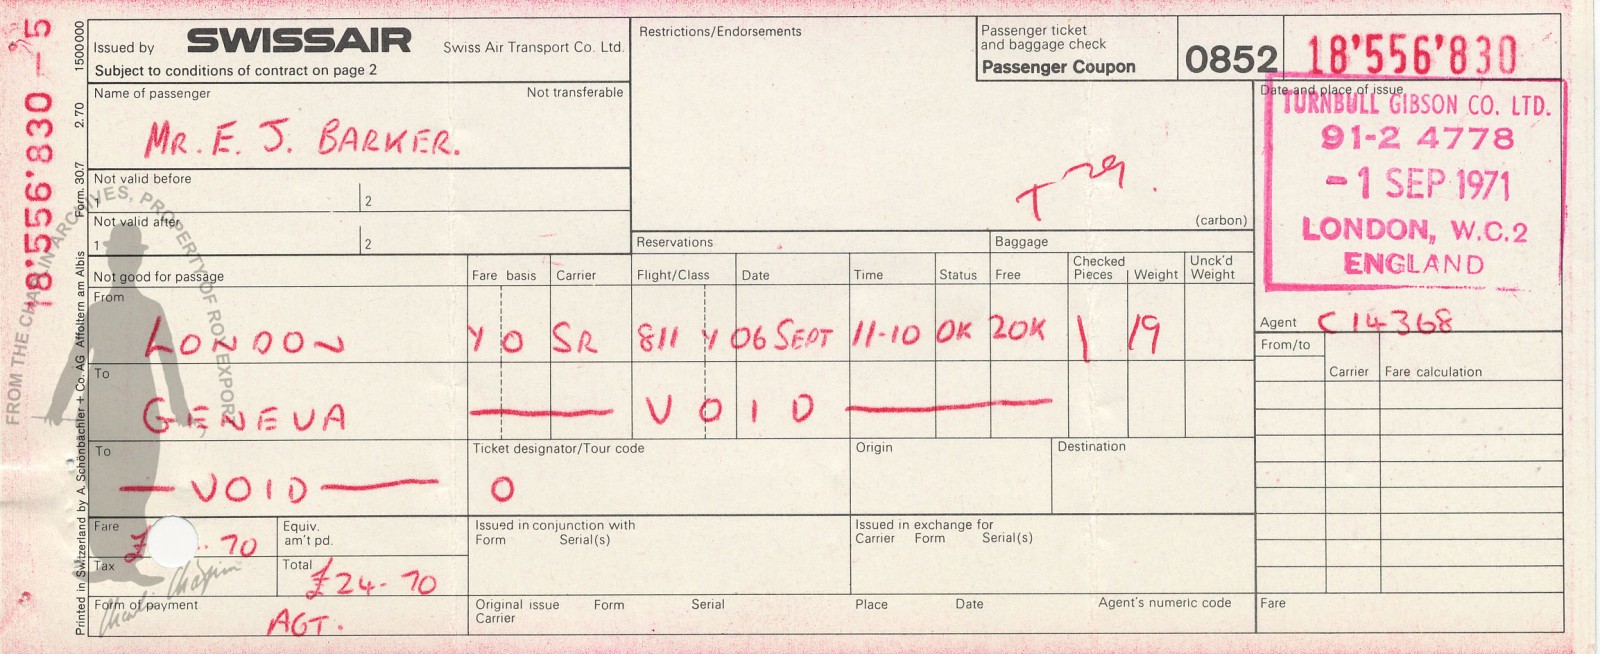 Issued by SWISSAIR Swiss Air Transport Co. Ltd.
Subject to conditions of contract on page 2
Restrictions/Endorsements
Passenger ticket
and baggage check
Passenger Coupon
0852
18'556'830
Name of passenger Not transferable
MR. E. J. BARKER.
Date and place of issue
TURNBULL GIBSON CO. LTD.
91-2 4778
-1 SEP 1971
LONDON, W.C.2
ENGLAND
Not valid before
1 2
Not valid after
1 2
(carbon)
Reservations Baggage
Not good for passage Fare basis Carrier Flight/Class Date Time Status Free Checked Pieces Weight Unck'd Weight
From
LONDON Y O SR 811 Y 06 SEPT 11-10 OK 20K 1 19
Agent C14368
From/to Carrier Fare calculation
To
GENEVA — VOID —
To
— VOID —
Ticket designator/Tour code
O
Origin
Destination
Fare
£ 70
Equiv.
am't pd.
Issued in conjunction with
Form Serial(s)
Issued in exchange for
Carrier Form Serial(s)
Tax
Total
£24-70
Form of payment
AGT.
Original issue Form Serial Place Date Agent's numeric code
Carrier
Fare
18'556'830 - 5
1500000
2.70
Form. 30.7
Printed in Switzerland by A. Schönbächler + Co. AG Affoltern am Albis
FROM THE CHAPLIN ARCHIVES, PROPERTY OF ROY EXPORT
Charlie Chaplin